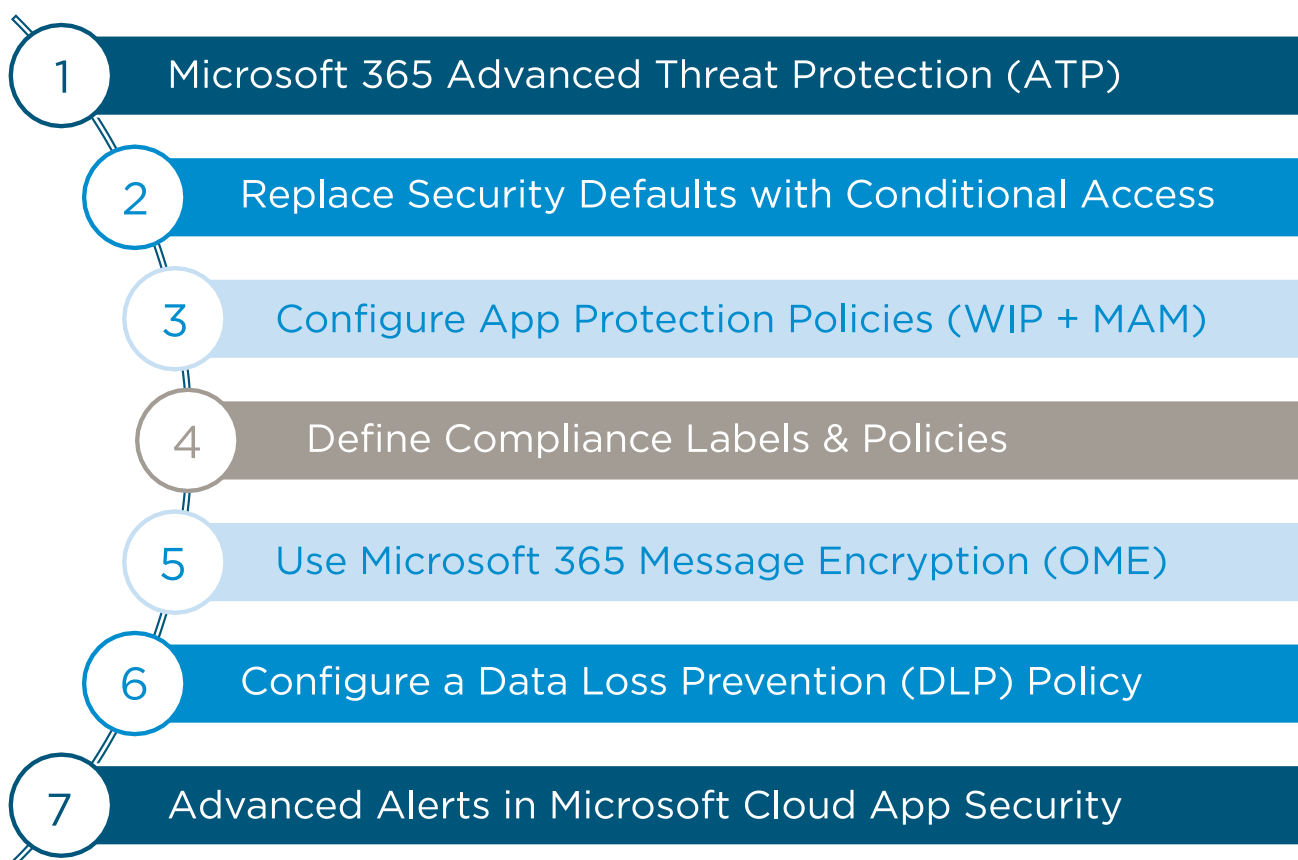 1 Microsoft 365 Advanced Threat Protection (ATP)
2 Replace Security Defaults with Conditional Access
3 Configure App Protection Policies (WIP + MAM)
4 Define Compliance Labels & Policies
5 Use Microsoft 365 Message Encryption (OME)
6 Configure a Data Loss Prevention (DLP) Policy
7 Advanced Alerts in Microsoft Cloud App Security